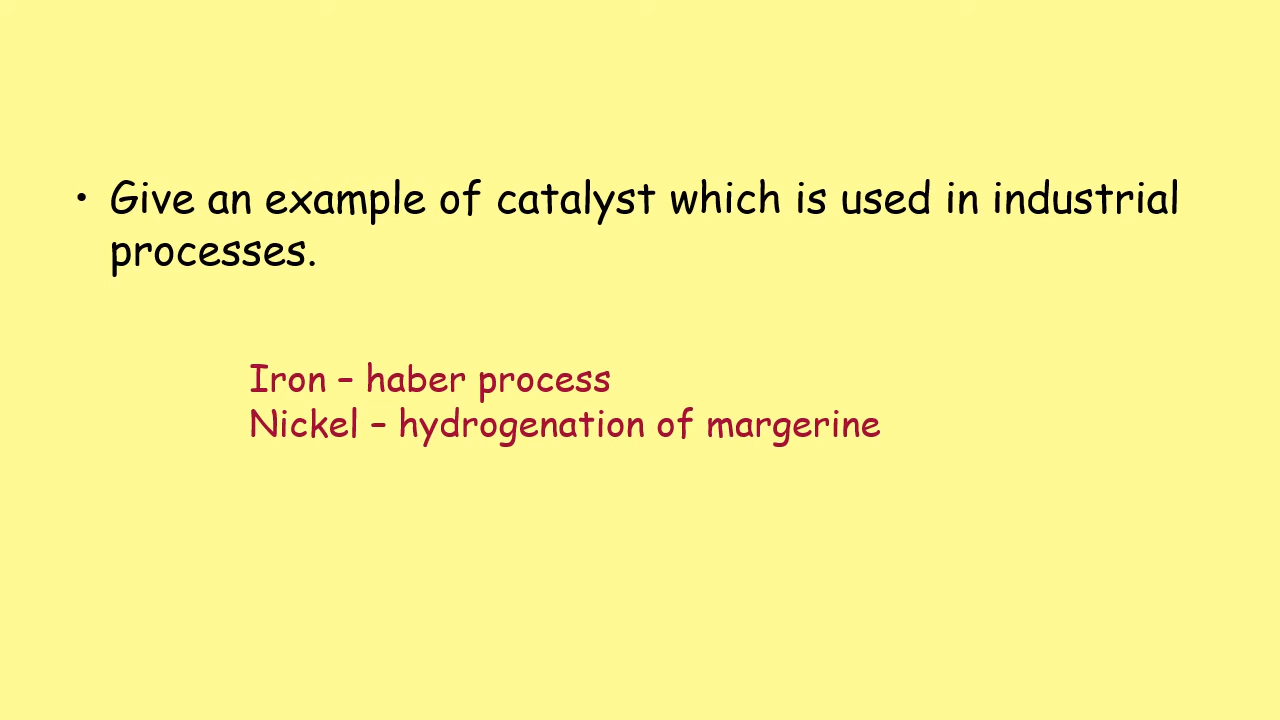 • Give an example of catalyst which is used in industrial
processes.
Iron – haber process
Nickel – hydrogenation of margerine